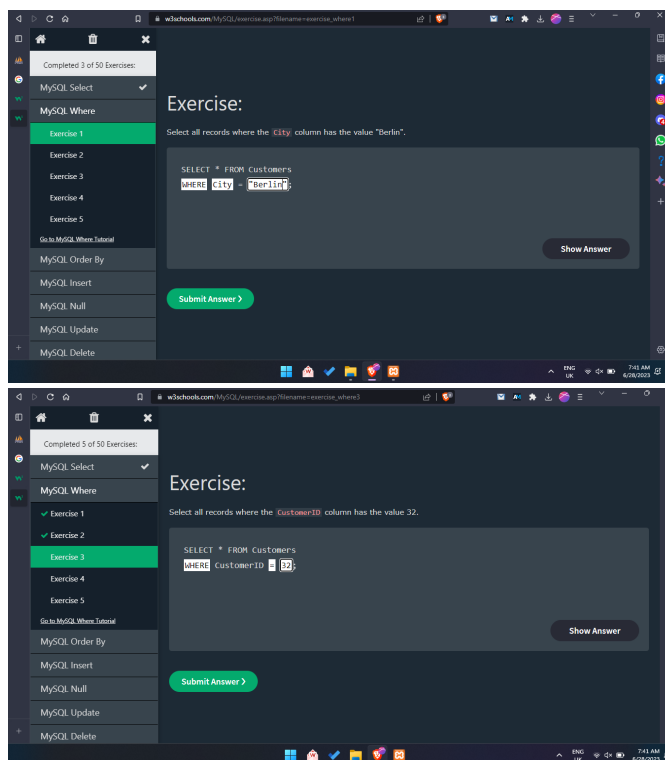 w3schools.com/MySQL/exercise.asp?filename=exercise_where1
Completed 3 of 50 Exercises:
MySQL Select
MySQL Where
Exercise 1
Exercise 2
Exercise 3
Exercise 4
Exercise 5
Go to MySQL Where Tutorial
MySQL Order By
MySQL Insert
MySQL Null
MySQL Update
MySQL Delete
Exercise:
Select all records where the City column has the value "Berlin".
SELECT * FROM Customers
WHERE City = "Berlin";
Show Answer
Submit Answer ❯
ENG
UK
7:41 AM
6/28/2023
w3schools.com/MySQL/exercise.asp?filename=exercise_where3
Completed 5 of 50 Exercises:
MySQL Select
MySQL Where
Exercise 1
Exercise 2
Exercise 3
Exercise 4
Exercise 5
Go to MySQL Where Tutorial
MySQL Order By
MySQL Insert
MySQL Null
MySQL Update
MySQL Delete
Exercise:
Select all records where the CustomerID column has the value 32.
SELECT * FROM Customers
WHERE CustomerID = 32;
Show Answer
Submit Answer ❯
ENG
UK
7:41 AM
6/28/2023